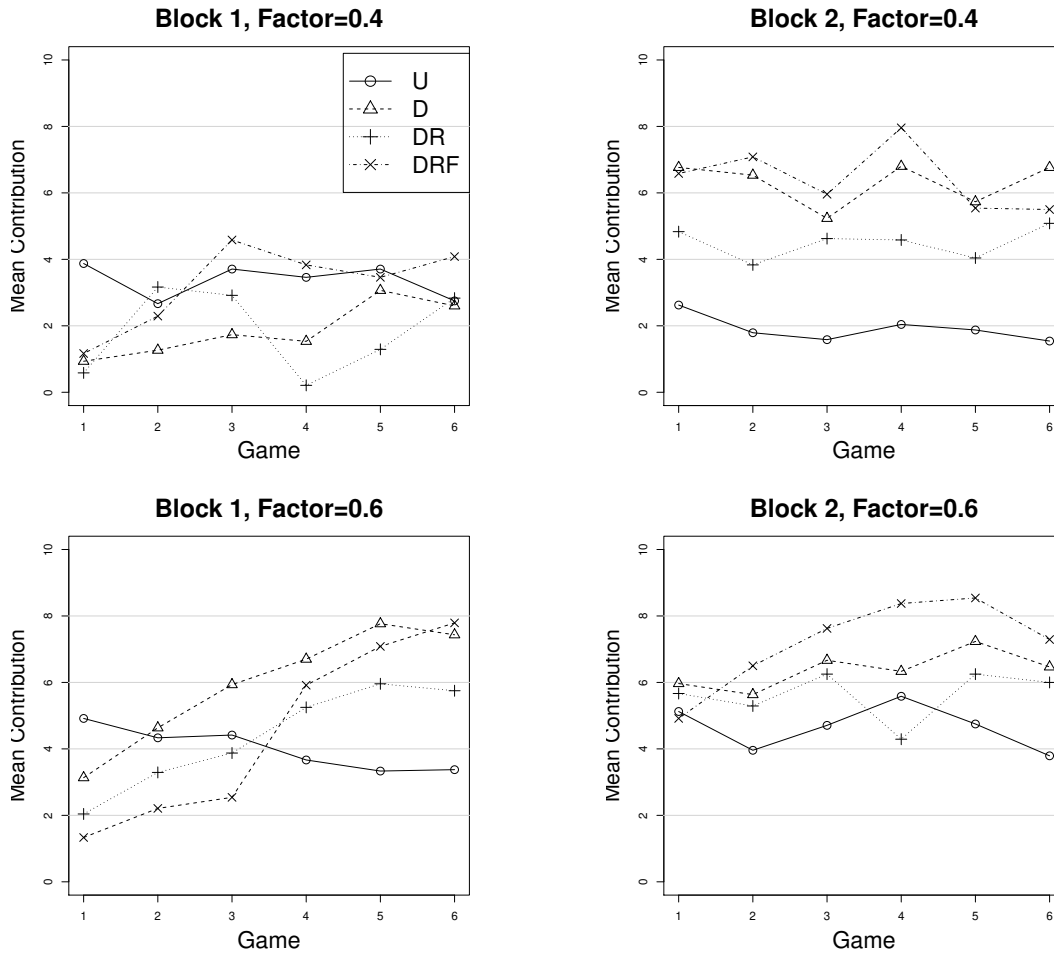 Block 1, Factor=0.4
Mean Contribution
10
8
6
4
2
0
U
D
DR
DRF
1 2 3 4 5 6
Game
Block 2, Factor=0.4
Mean Contribution
10
8
6
4
2
0
1 2 3 4 5 6
Game
Block 1, Factor=0.6
Mean Contribution
10
8
6
4
2
0
1 2 3 4 5 6
Game
Block 2, Factor=0.6
Mean Contribution
10
8
6
4
2
0
1 2 3 4 5 6
Game